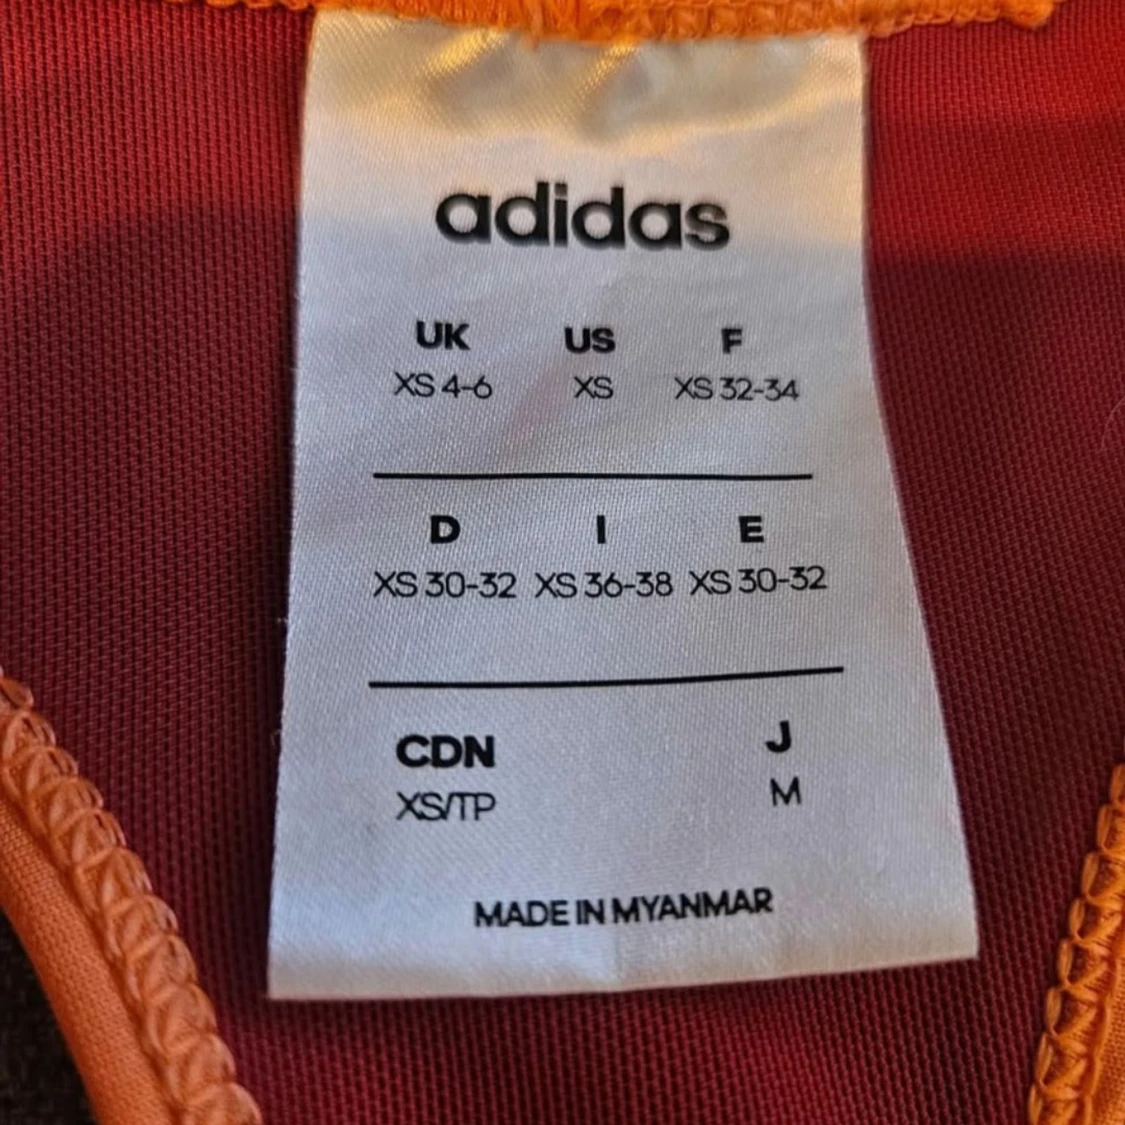 adidas
UK US F
XS 4-6 XS XS 32-34
D I E
XS 30-32 XS 36-38 XS 30-32
CDN J
XS/TP M
MADE IN MYANMAR